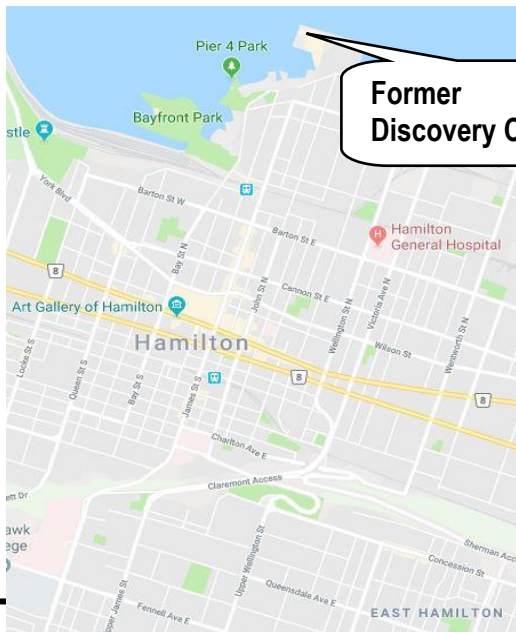 Pier 4 Park
Former
Discovery C
Bayfront Park
stle
York Blvd
Barton St W
Bay St N
Barton St E
Hamilton
General Hospital
H
8
Art Gallery of Hamilton
John St N
Cannon St E
Wellington St N
Victoria Ave N
Wentworth St N
Wilson St
Hamilton
Locke St S
Queen St S
Bay St S
James St S
8
8
Charlton Ave E
Claremont Access
ett Dr
awk
ege
Upper Wellington St
Sherman Acc
Concession St
Queensdale Ave E
Upper James St
Fennell Ave E
EAST HAMILTON